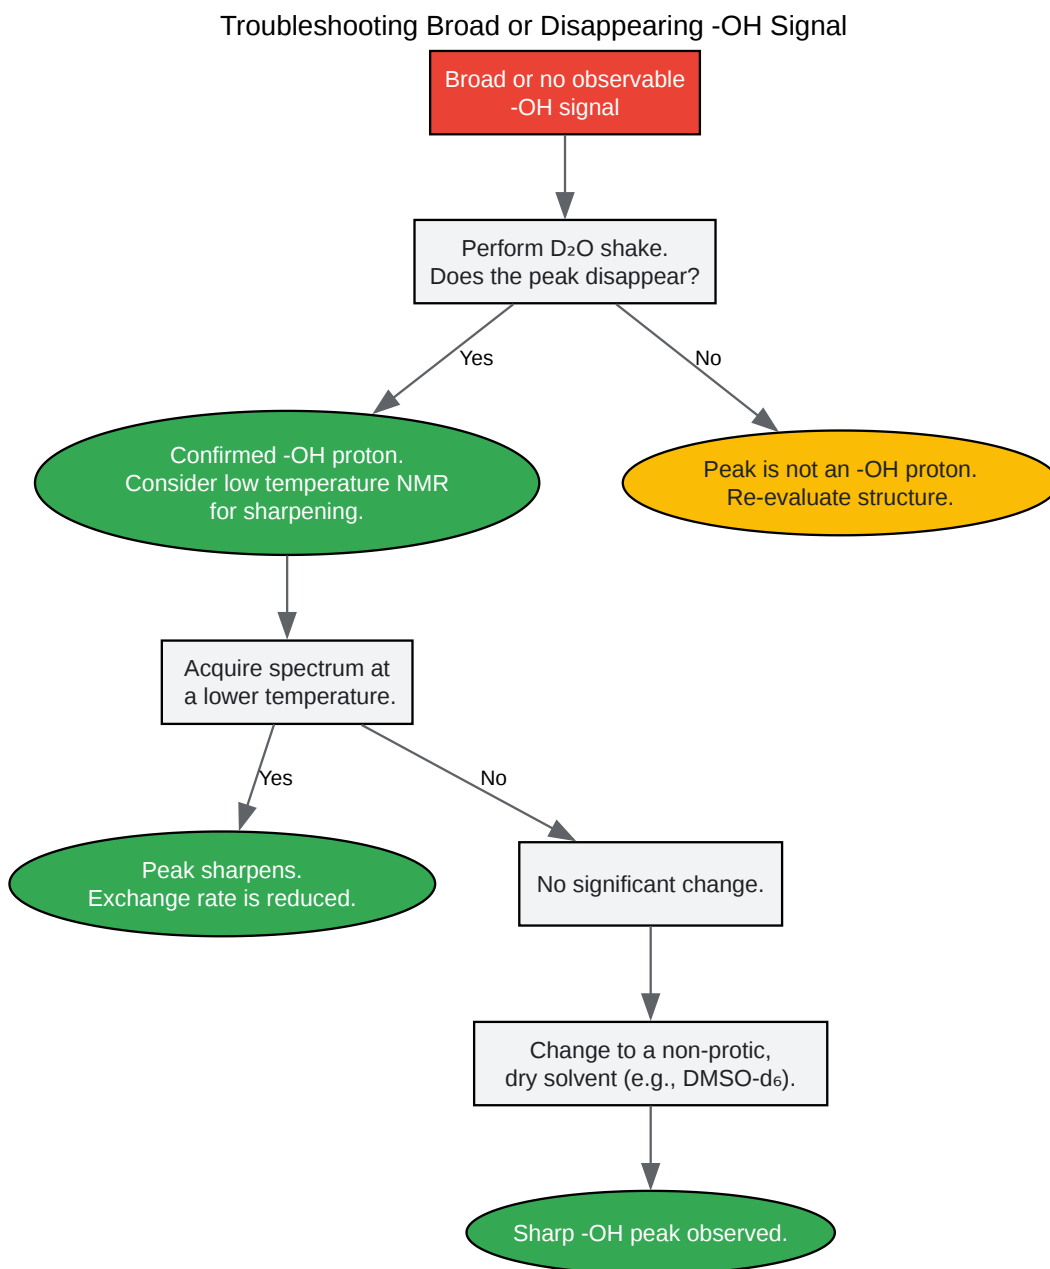 Troubleshooting Broad or Disappearing -OH Signal
Broad or no observable
-OH signal
Perform D₂O shake.
Does the peak disappear?
Yes
No
Confirmed -OH proton.
Consider low temperature NMR
for sharpening.
Peak is not an -OH proton.
Re-evaluate structure.
Acquire spectrum at
a lower temperature.
Yes
No
Peak sharpens.
Exchange rate is reduced.
No significant change.
Change to a non-protic,
dry solvent (e.g., DMSO-d₆).
Sharp -OH peak observed.